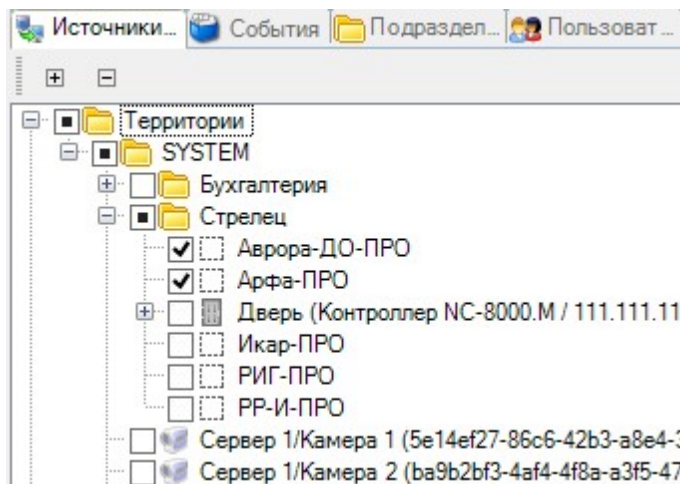 Источники... События Подраздел... Пользоват...
Территории
SYSTEM
Бухгалтерия
Стрелец
Аврора-ДО-ПРО
Арфа-ПРО
Дверь (Контроллер NC-8000.M / 111.111.11
Икар-ПРО
РИГ-ПРО
РР-И-ПРО
Сервер 1/Камера 1 (5e14ef27-86c6-42b3-a8e4-3
Сервер 1/Камера 2 (ba9b2bf3-4af4-4f8a-a3f5-47